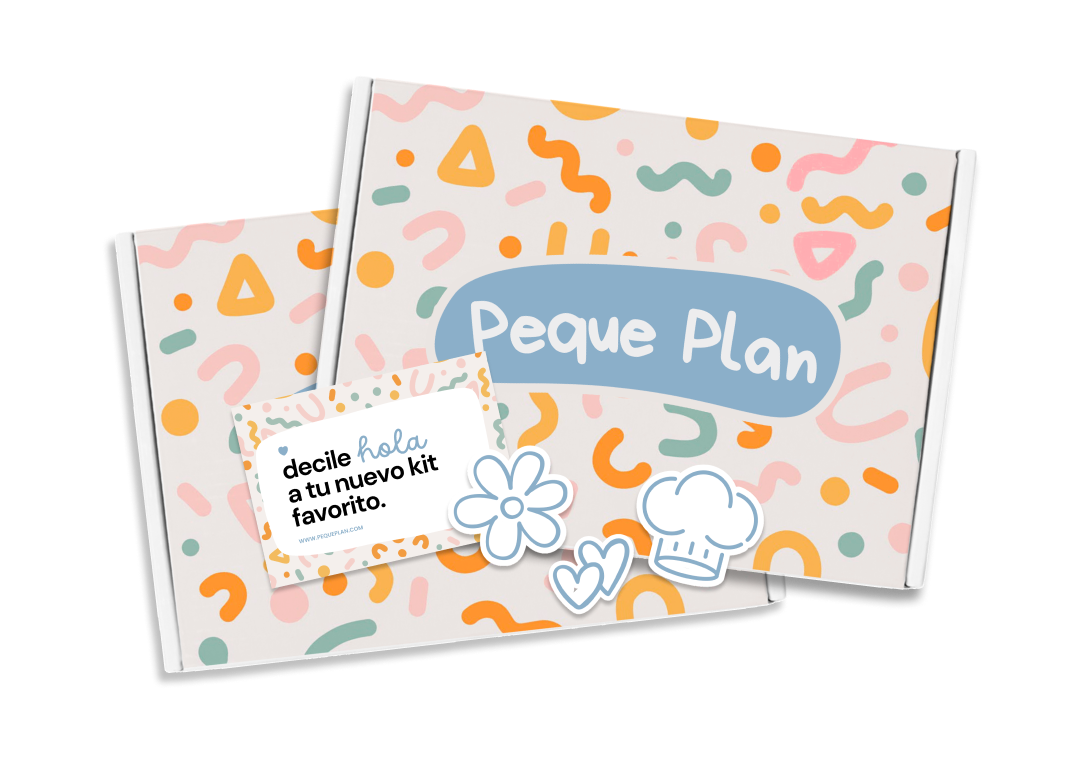 Peque Plan
decile hola
a tu nuevo kit
favorito.
WWW.PEQUEPLAN.COM